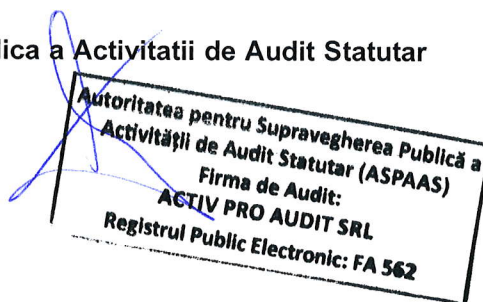 lica a Activitatii de Audit Statutar
Autoritatea pentru Supravegherea Publică a
Activității de Audit Statutar (ASPAAS)
Firma de Audit:
ACTIV PRO AUDIT SRL
Registrul Public Electronic: FA 562